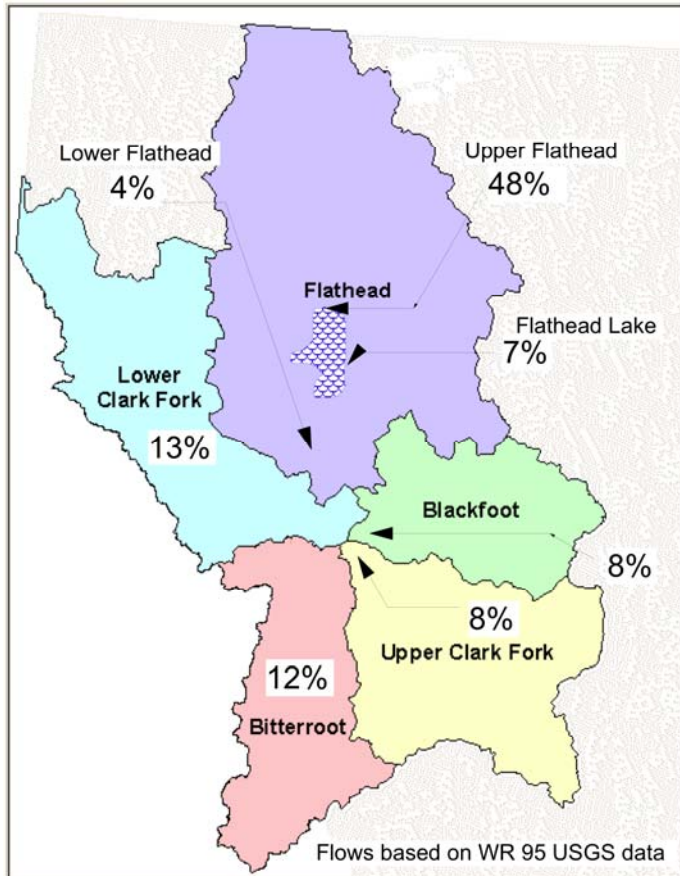 Lower Flathead
4%
Upper Flathead
48%
Flathead
Flathead Lake
7%
Lower
Clark Fork
13%
Blackfoot
8%
8%
Upper Clark Fork
12%
Bitterroot
Flows based on WR 95 USGS data